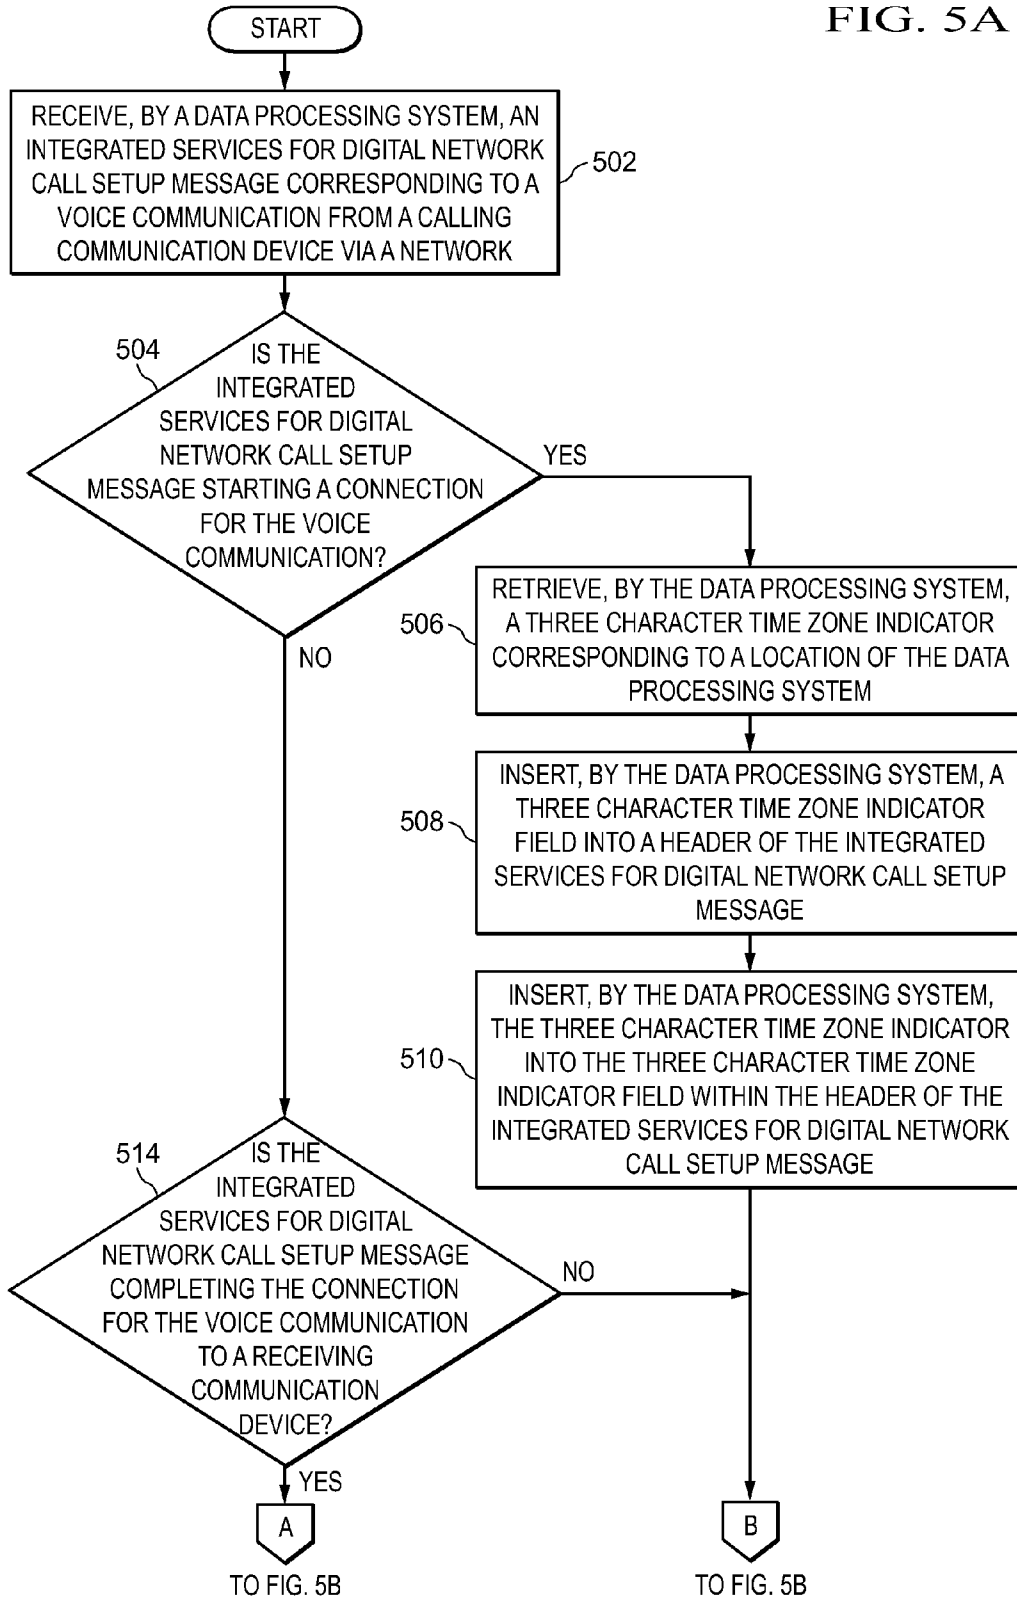 FIG. 5A
START
RECEIVE, BY A DATA PROCESSING SYSTEM, AN
INTEGRATED SERVICES FOR DIGITAL NETWORK
CALL SETUP MESSAGE CORRESPONDING TO A
VOICE COMMUNICATION FROM A CALLING
COMMUNICATION DEVICE VIA A NETWORK
502
504
IS THE
INTEGRATED
SERVICES FOR DIGITAL
NETWORK CALL SETUP
MESSAGE STARTING A CONNECTION
FOR THE VOICE
COMMUNICATION?
YES
NO
RETRIEVE, BY THE DATA PROCESSING SYSTEM,
A THREE CHARACTER TIME ZONE INDICATOR
CORRESPONDING TO A LOCATION OF THE DATA
PROCESSING SYSTEM
506
INSERT, BY THE DATA PROCESSING SYSTEM, A
THREE CHARACTER TIME ZONE INDICATOR
FIELD INTO A HEADER OF THE INTEGRATED
SERVICES FOR DIGITAL NETWORK CALL SETUP
MESSAGE
508
INSERT, BY THE DATA PROCESSING SYSTEM,
THE THREE CHARACTER TIME ZONE INDICATOR
INTO THE THREE CHARACTER TIME ZONE
INDICATOR FIELD WITHIN THE HEADER OF THE
INTEGRATED SERVICES FOR DIGITAL NETWORK
CALL SETUP MESSAGE
510
514
IS THE
INTEGRATED
SERVICES FOR DIGITAL
NETWORK CALL SETUP MESSAGE
COMPLETING THE CONNECTION
FOR THE VOICE COMMUNICATION
TO A RECEIVING
COMMUNICATION
DEVICE?
NO
YES
A
TO FIG. 5B
B
TO FIG. 5B